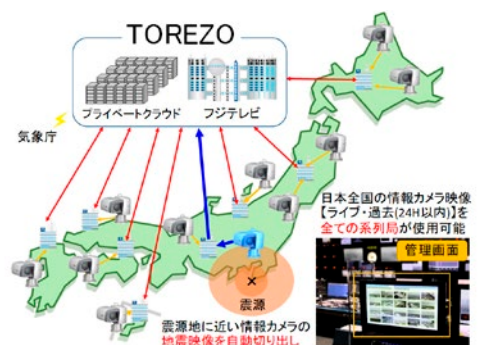 TOREZO
プライベートクラウド
フジテレビ
気象庁
日本全国の情報カメラ映像
【ライブ・過去(24H以内)】を
全ての系列局が使用可能
管理画面
震源
震源地に近い情報カメラの
地震映像を自動切り出し